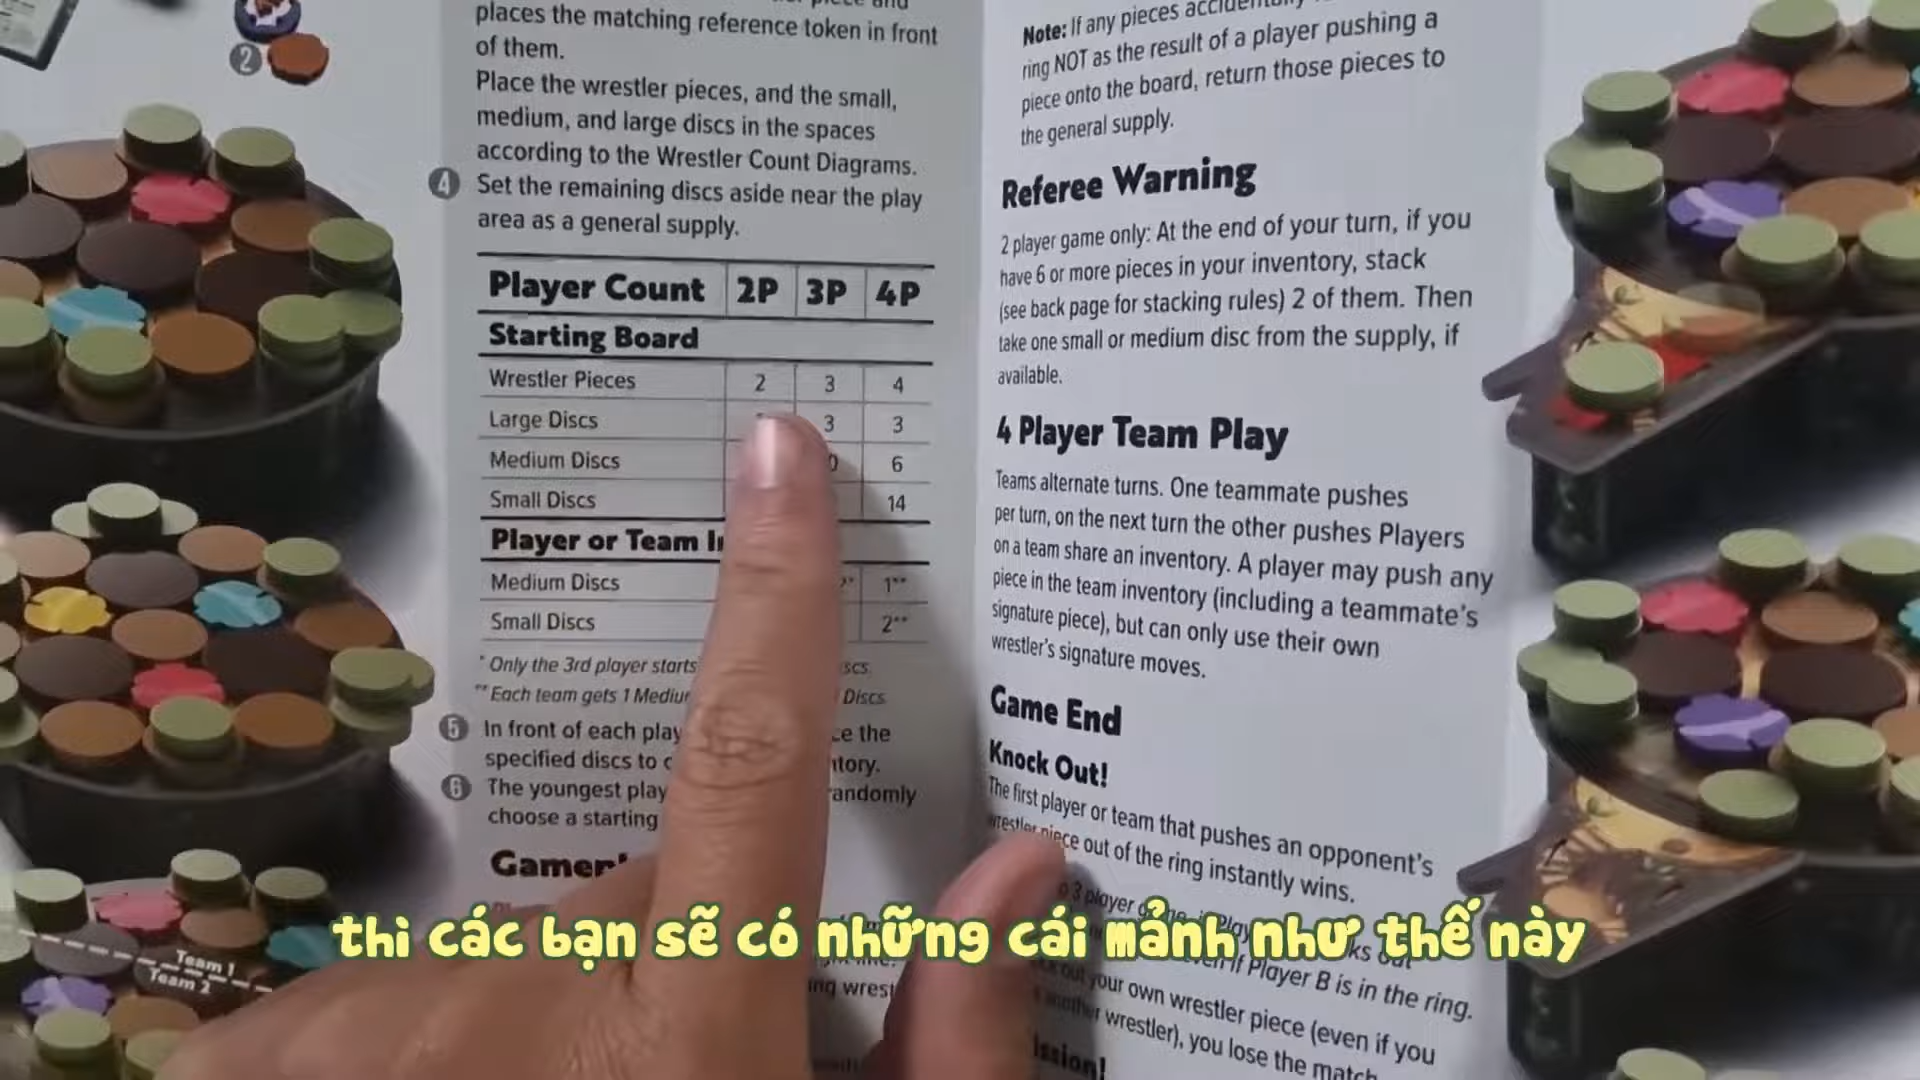 2
places the matching reference token in front
of them.
Place the wrestler pieces, and the small,
medium, and large discs in the spaces
according to the Wrestler Count Diagrams.
4 Set the remaining discs aside near the play
area as a general supply.
Player Count 2P 3P 4P
Starting Board
Wrestler Pieces 2 3 4
Large Discs 3 3
Medium Discs 6
Small Discs 14
Player or Team
Medium Discs 1**
Small Discs 2**
* Only the 3rd player starts
** Each team gets 1 Discs.
5 In front of each the
specified discs to
6 The youngest randomly
choose a starting
Team 1
Team 2
Note: If any pieces
ring NOT as the result of a player pushing a
piece onto the board, return those pieces to
the general supply.
Referee Warning
2 player game only: At the end of your turn, if you
have 6 or more pieces in your inventory, stack
(see back page for stacking rules) 2 of them. Then
take one small or medium disc from the supply, if
available.
4 Player Team Play
Teams alternate turns. One teammate pushes
per turn, on the next turn the other pushes Players
on a team share an inventory. A player may push any
piece in the team inventory (including a teammate's
signature piece), but can only use their own
wrestler's signature moves.
Game End
Knock Out!
The first player or team that pushes an opponent's
wrestler piece out of the ring instantly wins.
3 player
if Player B is in the ring.
your own wrestler piece (even if you
wrestler), you lose the match
thì các bạn sẽ có những cái mảnh như thế này